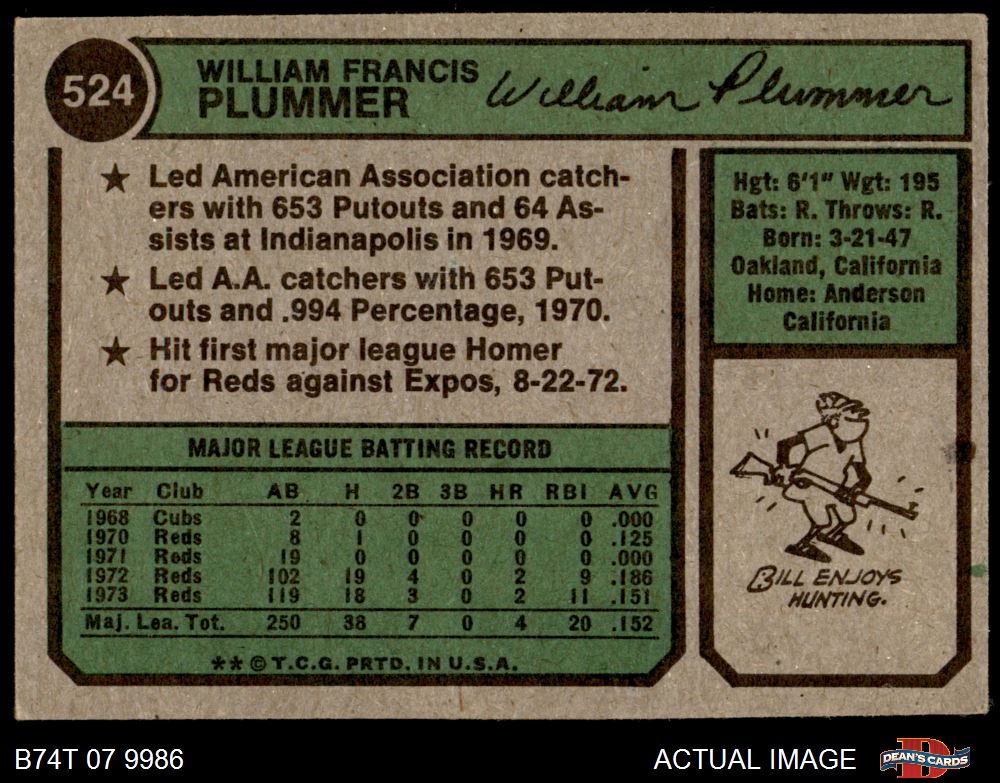 524
WILLIAM FRANCIS
PLUMMER
William Plummer
★ Led American Association catch-
ers with 653 Putouts and 64 As-
sists at Indianapolis in 1969.
★ Led A.A. catchers with 653 Put-
outs and .994 Percentage, 1970.
★ Hit first major league Homer
for Reds against Expos, 8-22-72.
Hgt: 6'1" Wgt: 195
Bats: R. Throws: R.
Born: 3-21-47
Oakland, California
Home: Anderson
California
MAJOR LEAGUE BATTING RECORD
Year Club AB H 2B 3B HR RBI AVG
1968 Cubs 2 0 0 0 0 0 .000
1970 Reds 8 1 0 0 0 0 .125
1971 Reds 19 0 0 0 0 0 .000
1972 Reds 102 19 4 0 2 9 .186
1973 Reds 119 18 3 0 2 11 .151
Maj. Lea. Tot. 250 38 7 0 4 20 .152
** © T.C.G. PRTD. IN U.S.A.
BILL ENJOYS
HUNTING.
B74T 07 9986
ACTUAL IMAGE
DEAN'S CARDS